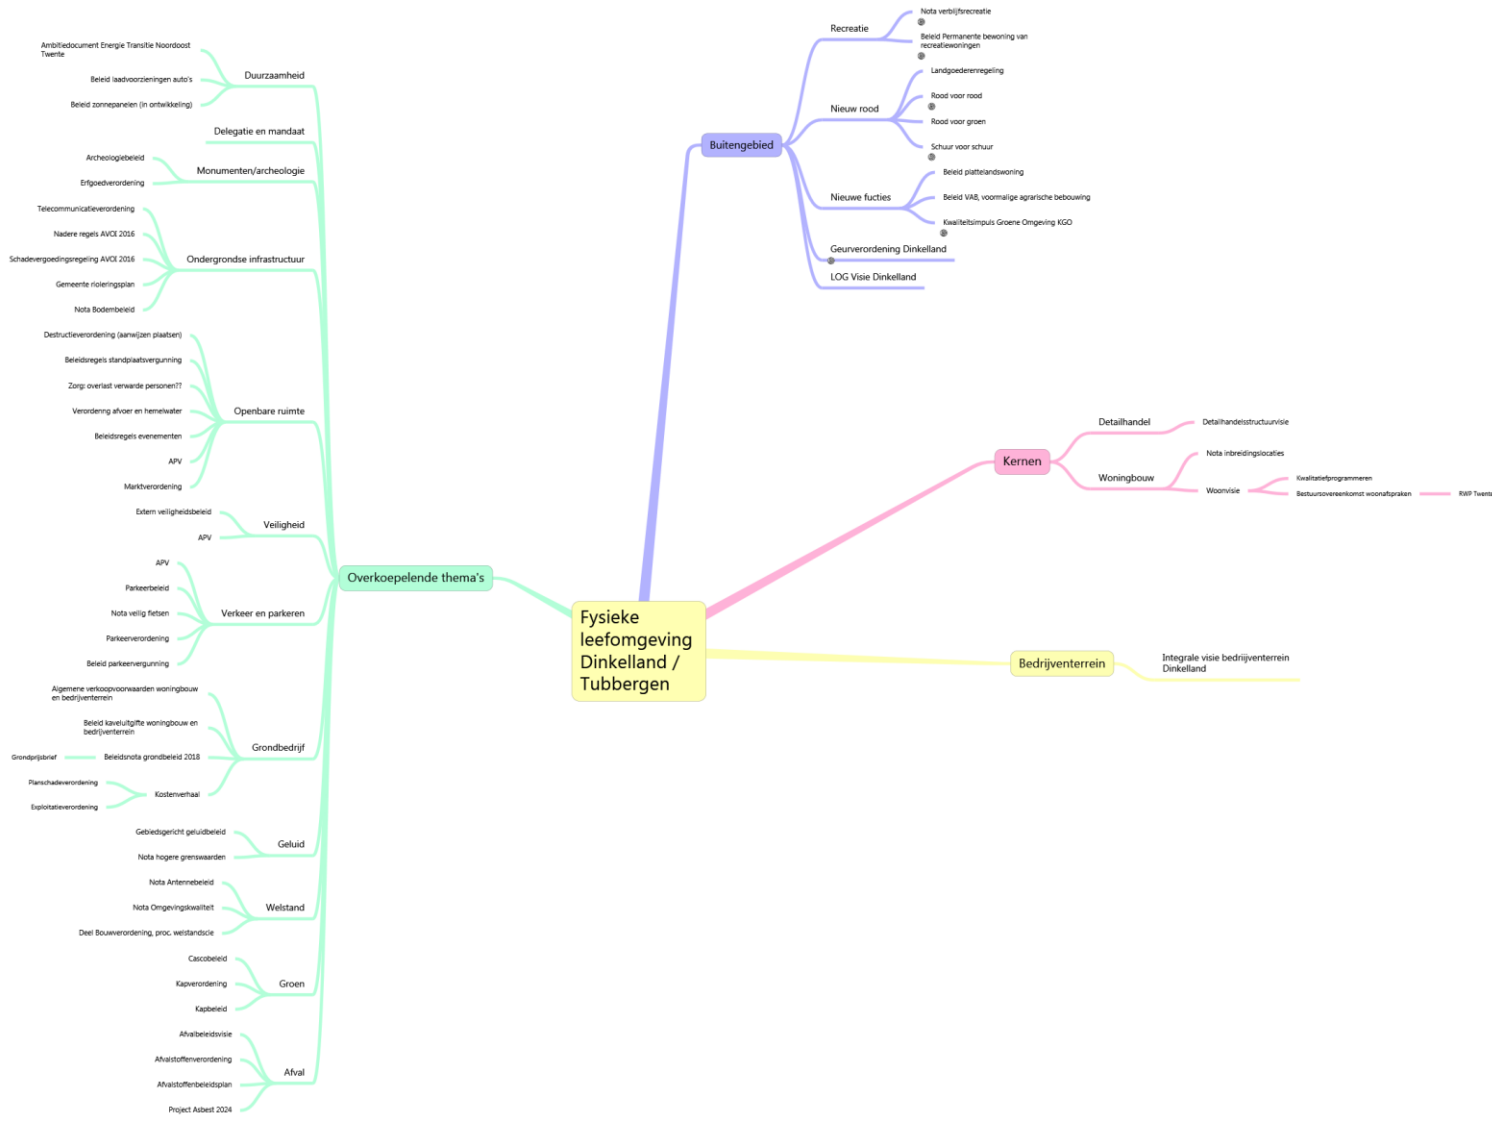 Fysieke
leefomgeving
Dinkelland /
Tubbergen
Buitengebied
Recreatie
Nota verblijfsrecreatie
Beleid Permanente bewoning van
recreatiewoningen
Nieuw rood
Landgoederenregeling
Rood voor rood
Rood voor groen
Schuur voor schuur
Nieuwe fucties
Beleid plattelandswoning
Beleid VAB, voormalige agrarische bebouwing
Kwaliteitsimpuls Groene Omgeving KGO
Geurverordening Dinkelland
LOG Visie Dinkelland
Kernen
Detailhandel
Detailhandelsstructuurvisie
Woningbouw
Nota inbreidingslocaties
Woonvisie
Kwalitatiefprogrammeren
Bestuursovereenkomst woonafspraken
RWP Twente
Bedrijventerrein
Integrale visie bedriijventerrein
Dinkelland
Overkoepelende thema's
Duurzaamheid
Ambitiedocument Energie Transitie Noordoost
Twente
Beleid laadvoorzieningen auto's
Beleid zonnepanelen (in ontwikkeling)
Delegatie en mandaat
Monumenten/archeologie
Archeologiebeleid
Erfgoedverordening
Ondergrondse infrastructuur
Telecommunicatieverordening
Nadere regels AVOI 2016
Schadevergoedingsregeling AVOI 2016
Gemeente rioleringsplan
Nota Bodembeleid
Openbare ruimte
Destructieverordening (aanwijzen plaatsen)
Beleidsregels standplaatsvergunning
Zorg: overlast verwarde personen??
Verordenng afvoer en hemelwater
Beleidsregels evenementen
APV
Marktverordening
Veiligheid
Extern veiligheidsbeleid
APV
Verkeer en parkeren
APV
Parkeerbeleid
Nota veilig fietsen
Parkeerverordening
Beleid parkeervergunning
Grondbedrijf
Algemene verkoopvoorwaarden woningbouw
en bedrijventerrein
Beleid kaveluitgifte woningbouw en
bedrijventerrein
Beleidsnota grondbeleid 2018
Grondprijsbrief
Kostenverhaal
Planschadeverordening
Exploitatieverordening
Geluid
Gebiedsgericht geluidbeleid
Nota hogere grenswaarden
Welstand
Nota Antennebeleid
Nota Omgevingskwaliteit
Deel Bouwverordening, proc. welstandscie
Groen
Cascobeleid
Kapverordening
Kapbeleid
Afval
Afvalbeleidsvisie
Afvalstoffenverordening
Afvalstoffenbeleidsplan
Project Asbest 2024